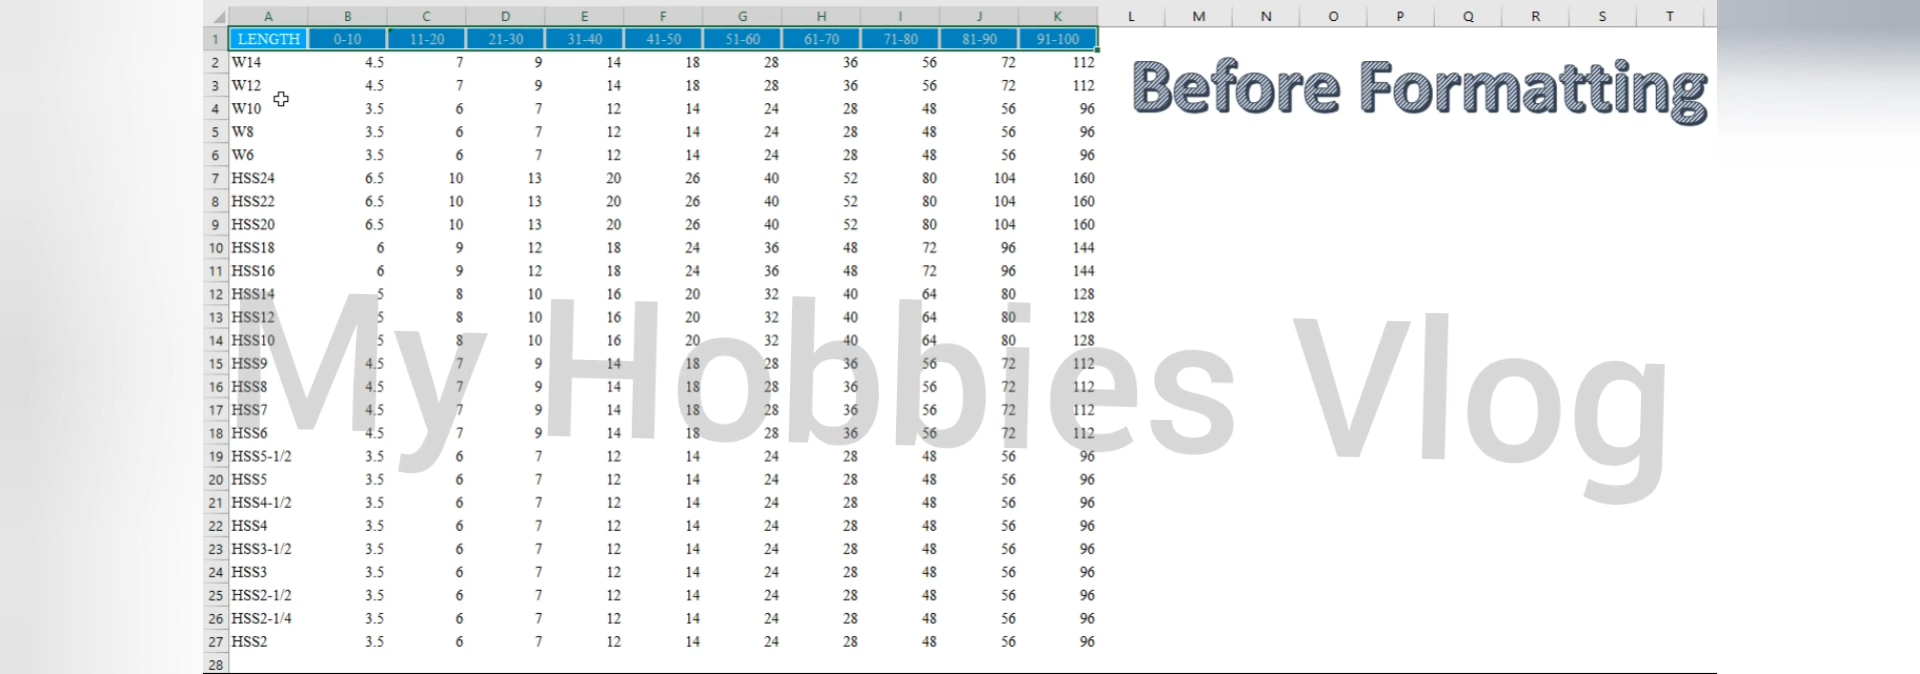 A B C D E F G H I J K L M N O P Q R S T
1 LENGTH 0-10 11-20 21-30 31-40 41-50 51-60 61-70 71-80 81-90 91-100
2 W14 4.5 7 9 14 18 28 36 56 72 112
Before Formatting
3 W12 4.5 7 9 14 18 28 36 56 72 112
4 W10 3.5 6 7 12 14 24 28 48 56 96
5 W8 3.5 6 7 12 14 24 28 48 56 96
6 W6 3.5 6 7 12 14 24 28 48 56 96
7 HSS24 6.5 10 13 20 26 40 52 80 104 160
8 HSS22 6.5 10 13 20 26 40 52 80 104 160
9 HSS20 6.5 10 13 20 26 40 52 80 104 160
10 HSS18 6 9 12 18 24 36 48 72 96 144
11 HSS16 6 9 12 18 24 36 48 72 96 144
12 HSS14 5 8 10 16 20 32 40 64 80 128
13 HSS12 5 8 10 16 20 32 40 64 80 128
14 HSS10 5 8 10 16 20 32 40 64 80 128
15 HSS9 4.5 7 9 14 18 28 36 56 72 112
16 HSS8 4.5 7 9 14 18 28 36 56 72 112
My Hobbies Vlog
17 HSS7 4.5 7 9 14 18 28 36 56 72 112
18 HSS6 4.5 7 9 14 18 28 36 56 72 112
19 HSS5-1/2 3.5 6 7 12 14 24 28 48 56 96
20 HSS5 3.5 6 7 12 14 24 28 48 56 96
21 HSS4-1/2 3.5 6 7 12 14 24 28 48 56 96
22 HSS4 3.5 6 7 12 14 24 28 48 56 96
23 HSS3-1/2 3.5 6 7 12 14 24 28 48 56 96
24 HSS3 3.5 6 7 12 14 24 28 48 56 96
25 HSS2-1/2 3.5 6 7 12 14 24 28 48 56 96
26 HSS2-1/4 3.5 6 7 12 14 24 28 48 56 96
27 HSS2 3.5 6 7 12 14 24 28 48 56 96
28